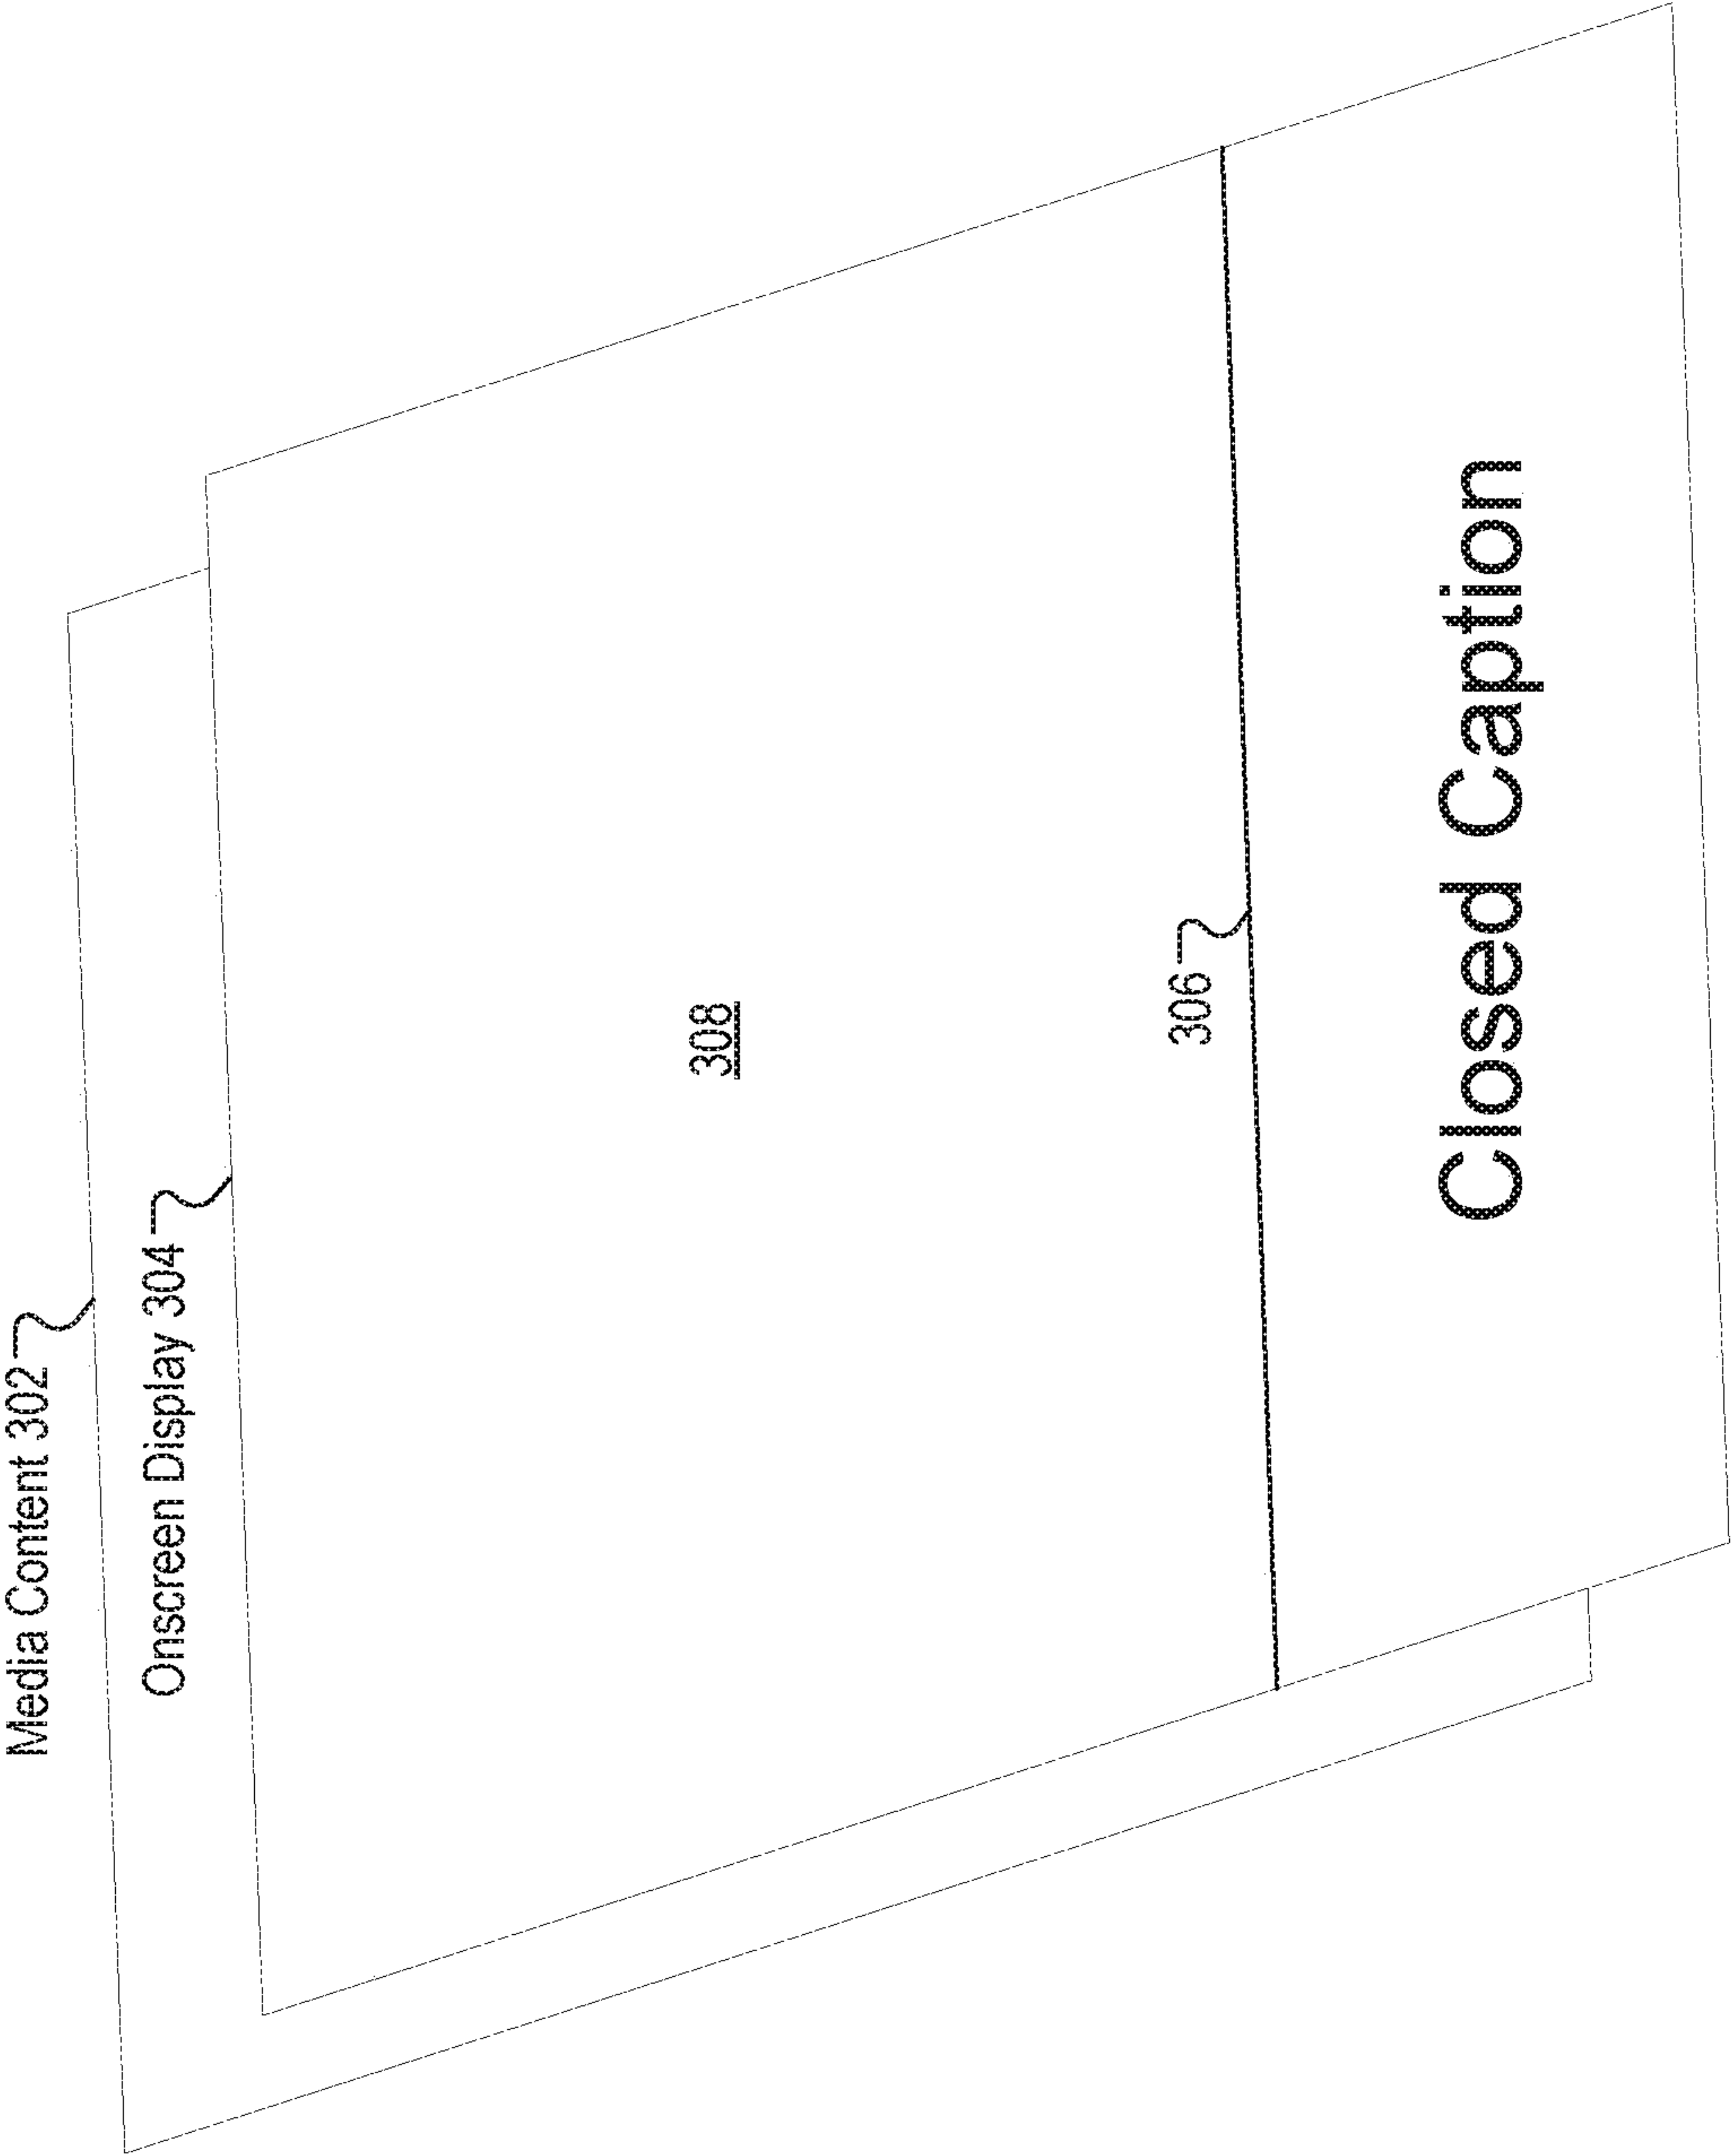 Media Content 302
Onscreen Display 304
308
306
Closed Caption